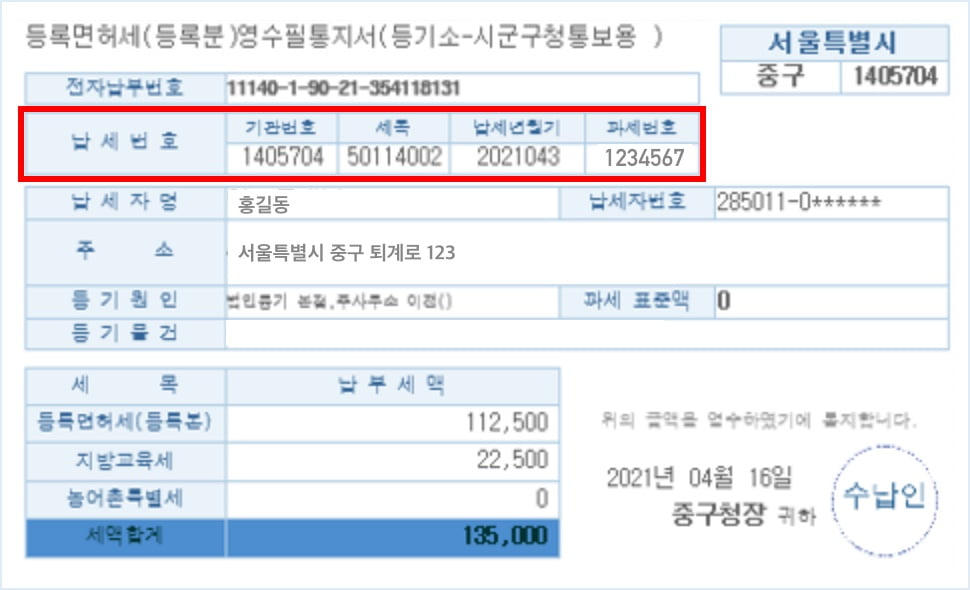 등록면허세(등록분)영수필통지서(등기소-시군구청통보용 )
서울특별시
중구 1405704
전자납부번호 11140-1-90-21-354118131
납세번호 기관번호 세목 납세년월기 과세번호
1405704 50114002 2021043 1234567
납세자명 홍길동 납세자번호 285011-0******
주 소 서울특별시 중구 퇴계로 123
등기원인 법인등기 본점,주사무소 이전() 과세 표준액 0
등기물건
세 목 납부세액
등록면허세(등록분) 112,500
지방교육세 22,500
농어촌특별세 0
세액합계 135,000
위의 금액을 영수하였기에 통지합니다.
2021년 04월 16일
중구청장 귀하
수납인